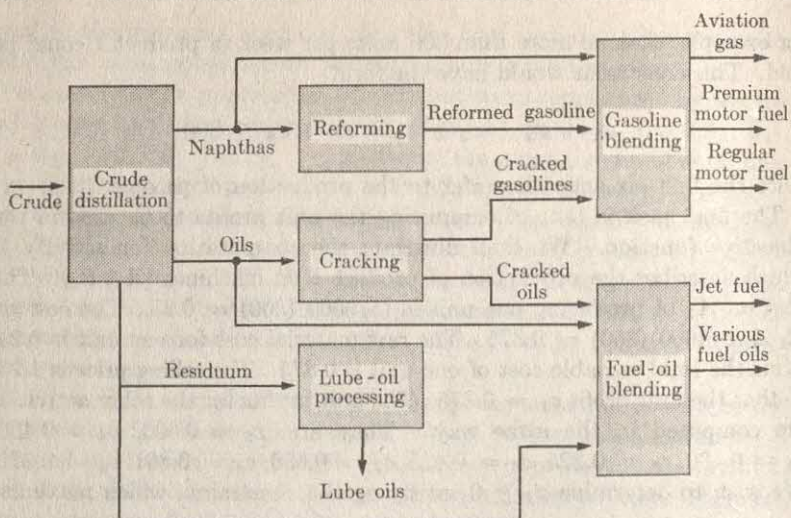 Aviation
gas
Premium
motor fuel
Regular
motor fuel
Reforming
Reformed gasoline
Gasoline
blending
Naphthas
Cracked
gasolines
Crude
Crude
distillation
Oils
Cracking
Cracked
oils
Jet fuel
Various
fuel oils
Residuum
Lube-oil
processing
Fuel-oil
blending
Lube oils